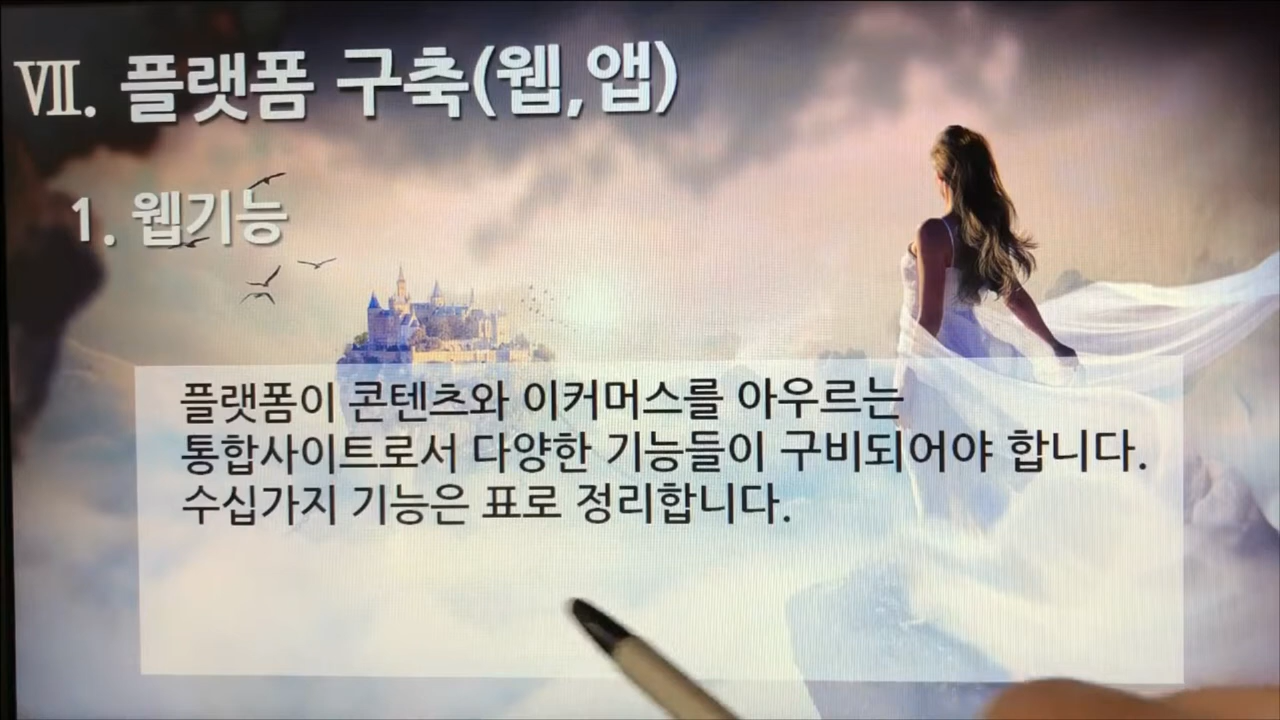 Ⅶ. 플랫폼 구축(웹,앱)
1. 웹기능
플랫폼이 콘텐츠와 이커머스를 아우르는
통합사이트로서 다양한 기능들이 구비되어야 합니다.
수십가지 기능은 표로 정리합니다.